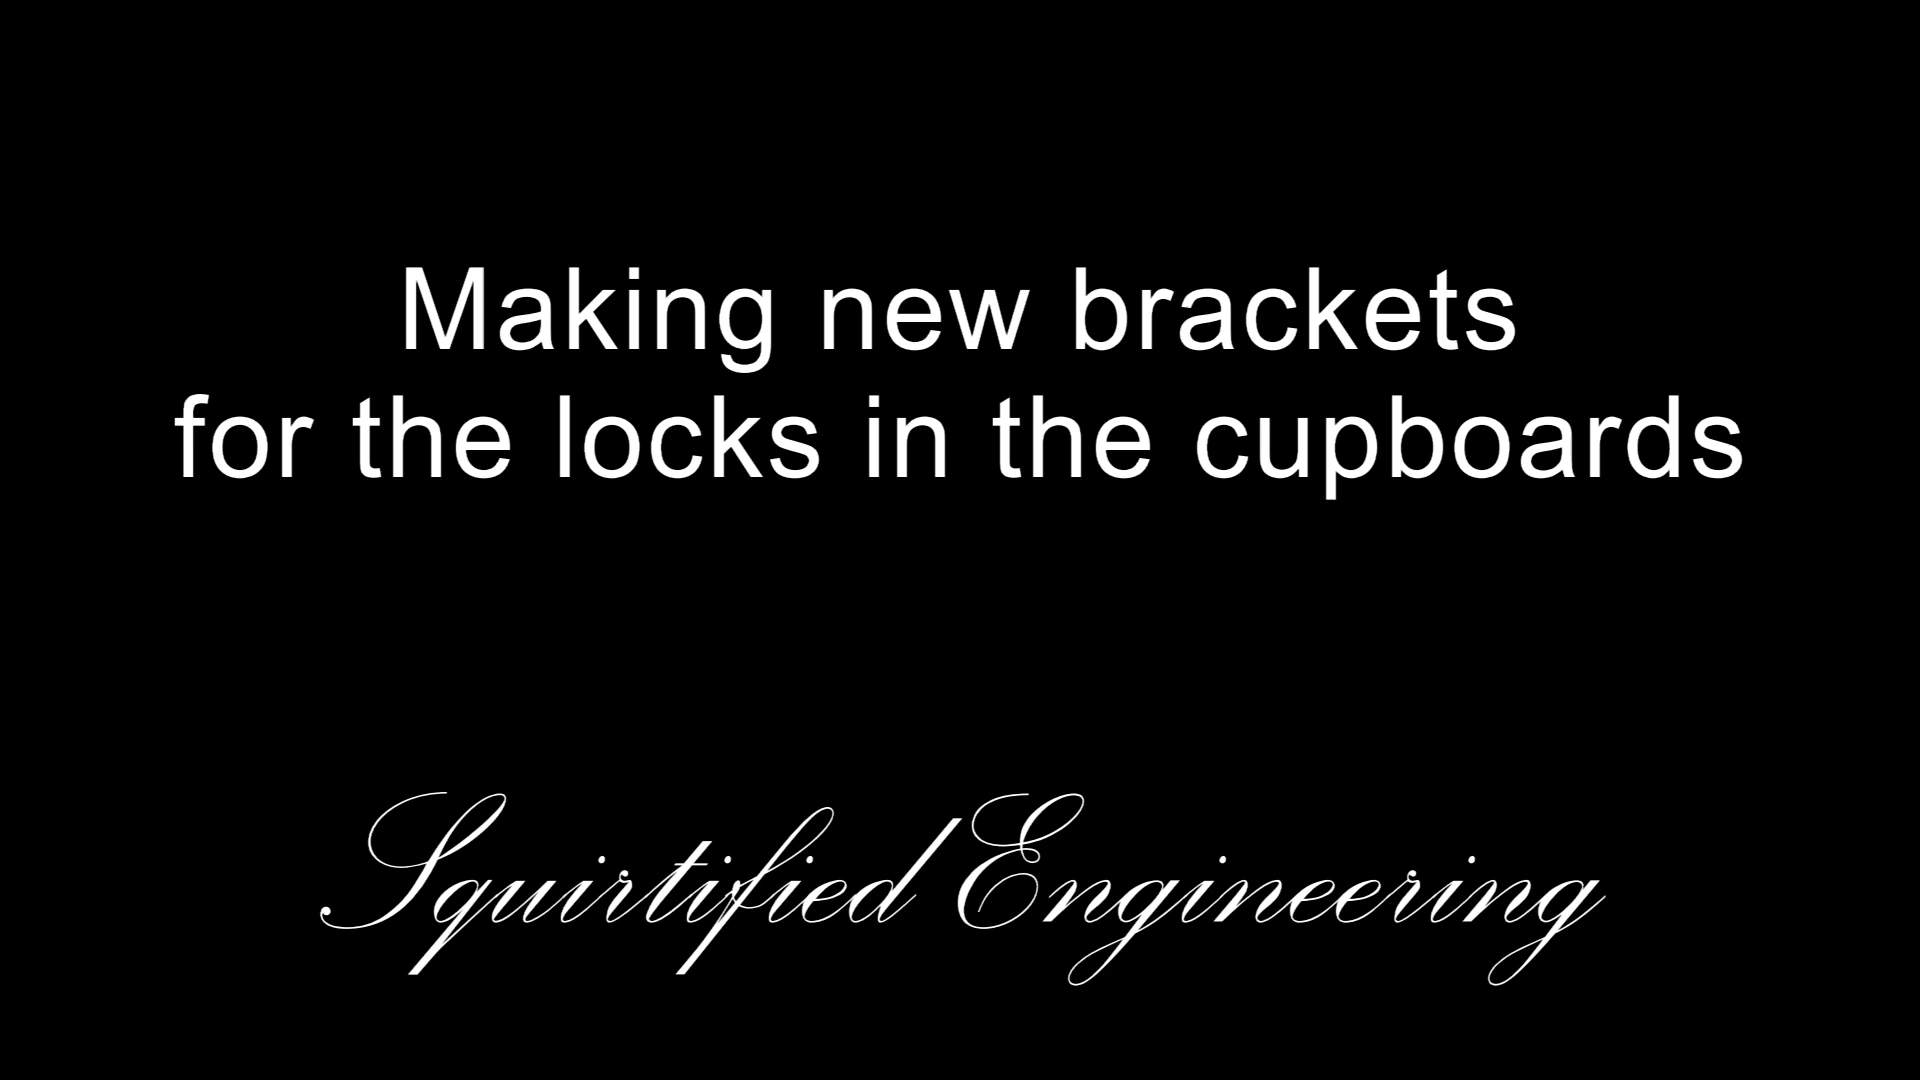 Making new brackets
for the locks in the cupboards
Squirtified Engineering